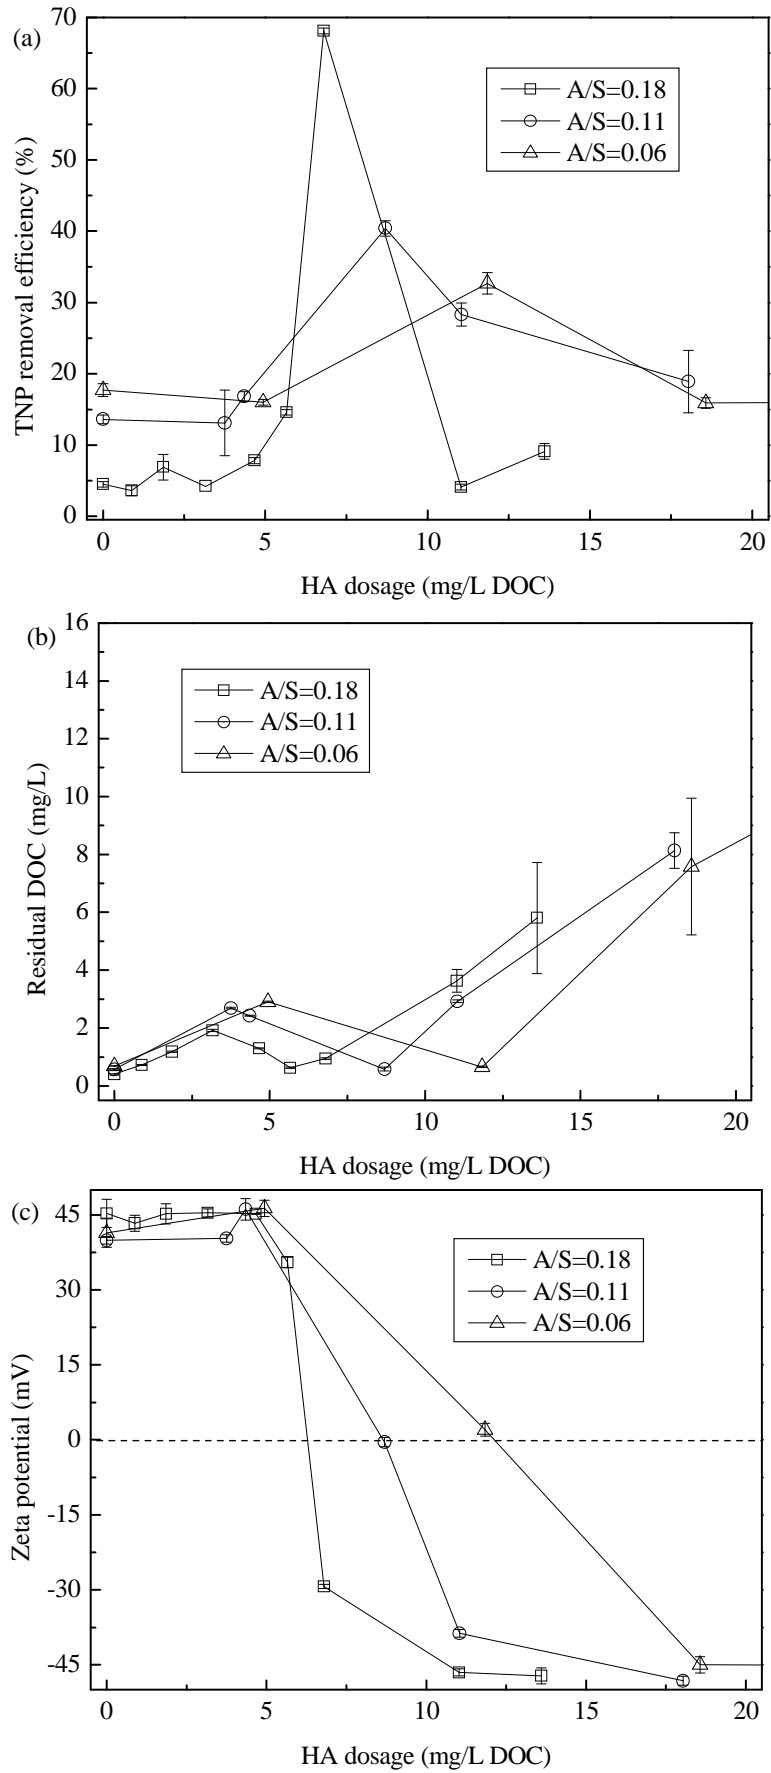 (a)
70
60
50
40
30
20
10
0
TNP removal efficiency (%)
A/S=0.18
A/S=0.11
A/S=0.06
0 5 10 15 20
HA dosage (mg/L DOC)
(b)
16
14
12
10
8
6
4
2
0
Residual DOC (mg/L)
A/S=0.18
A/S=0.11
A/S=0.06
0 5 10 15 20
HA dosage (mg/L DOC)
(c)
45
30
15
0
-15
-30
-45
Zeta potential (mV)
A/S=0.18
A/S=0.11
A/S=0.06
0 5 10 15 20
HA dosage (mg/L DOC)